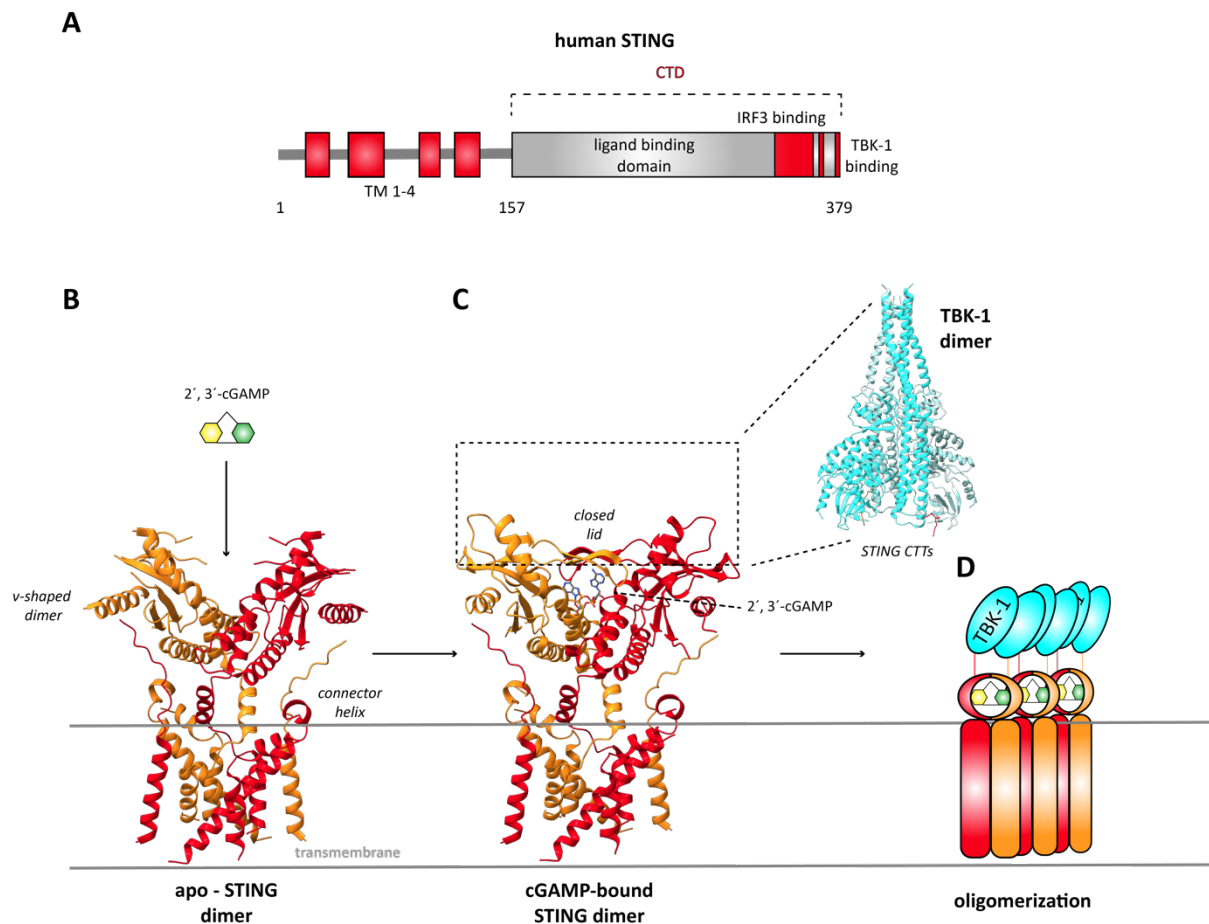 A
human STING
CTD
IRF3 binding
ligand binding
domain
TBK-1
binding
TM 1-4
1
157
379
B
2´, 3´-cGAMP
v-shaped
dimer
connector
helix
transmembrane
apo - STING
dimer
C
closed
lid
2´, 3´-cGAMP
cGAMP-bound
STING dimer
TBK-1
dimer
STING CTTs
D
TBK-1
1
oligomerization